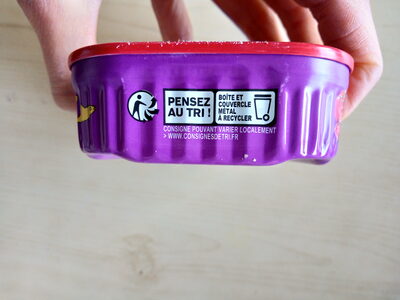 PENSEZ
AU TRI !
BOÎTE ET
COUVERCLE
MÉTAL
À RECYCLER
CONSIGNE POUVANT VARIER LOCALEMENT
> WWW.CONSIGNESDETRI.FR